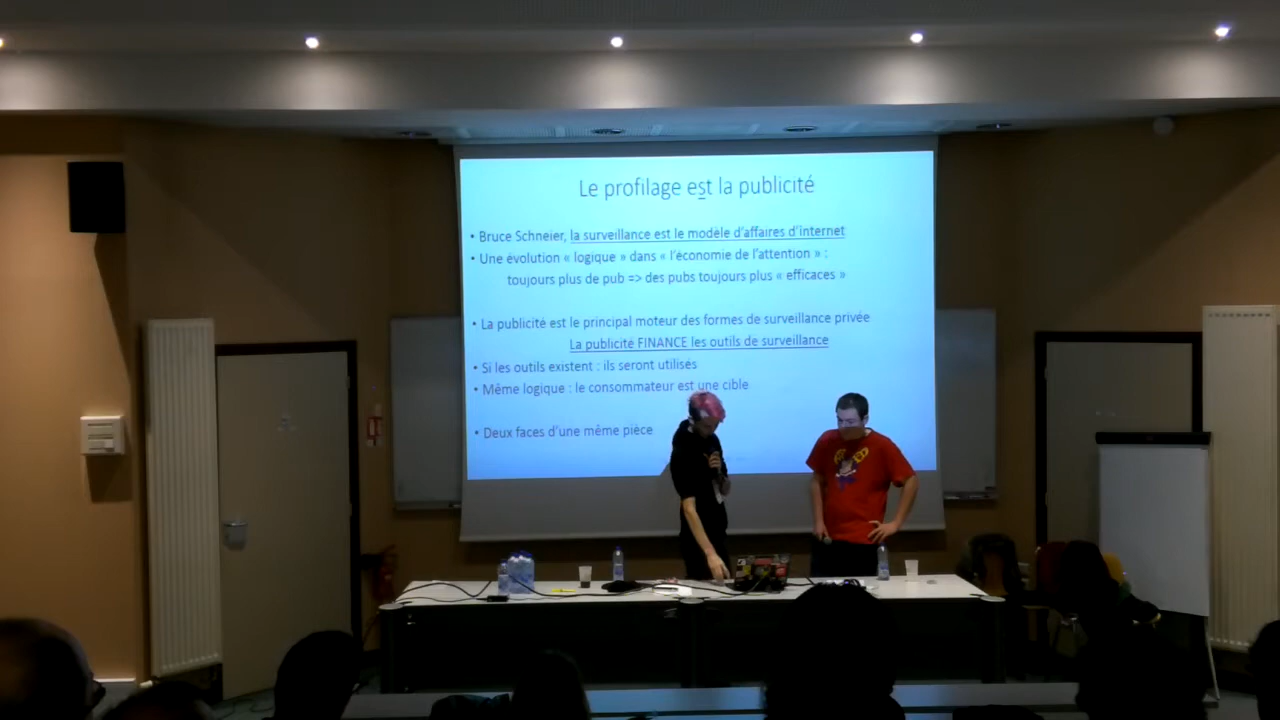 Le profilage est la publicité
• Bruce Schneier, la surveillance est le modèle d'affaires d'internet
• Une évolution « logique » dans « l'économie de l'attention » :
toujours plus de pub => des pubs toujours plus « efficaces »
• La publicité est le principal moteur des formes de surveillance privée
La publicité FINANCE les outils de surveillance
• Si les outils existent : ils seront utilisés
• Même logique : le consommateur est une cible
• Deux faces d'une même pièce